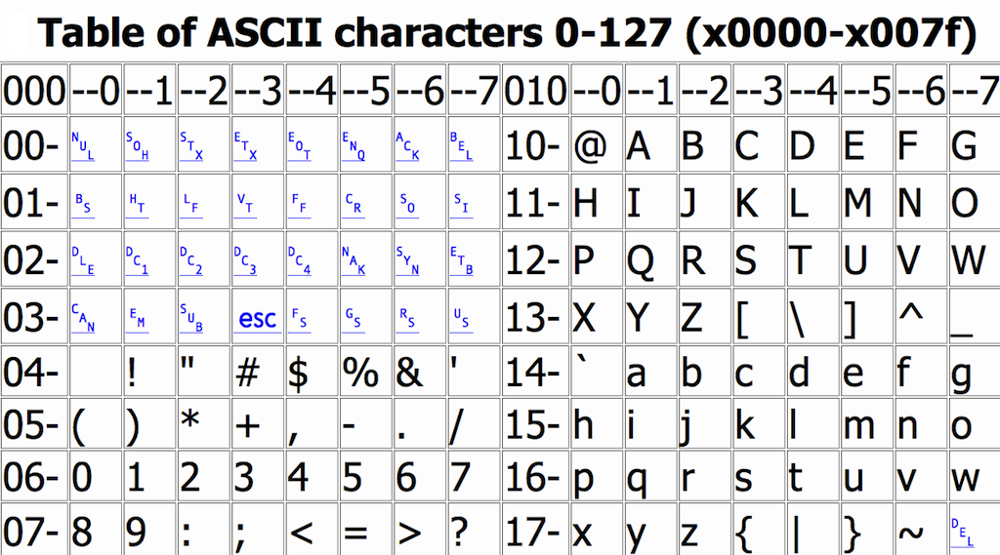 Table of ASCII characters 0-127 (x0000-x007f)
000 --0 --1 --2 --3 --4 --5 --6 --7 010 --0 --1 --2 --3 --4 --5 --6 --7
00- NUL SOH STX ETX EOT ENQ ACK BEL 10- @ A B C D E F G
01- BS HT LF VT FF CR SO SI 11- H I J K L M N O
02- DLE DC1 DC2 DC3 DC4 NAK SYN ETB 12- P Q R S T U V W
03- CAN EM SUB esc FS GS RS US 13- X Y Z [ \ ] ^ _
04- ! " # $ % & ' 14- ` a b c d e f g
05- ( ) * + , - . / 15- h i j k l m n o
06- 0 1 2 3 4 5 6 7 16- p q r s t u v w
07- 8 9 : ; < = > ? 17- x y z { | } ~ DEL